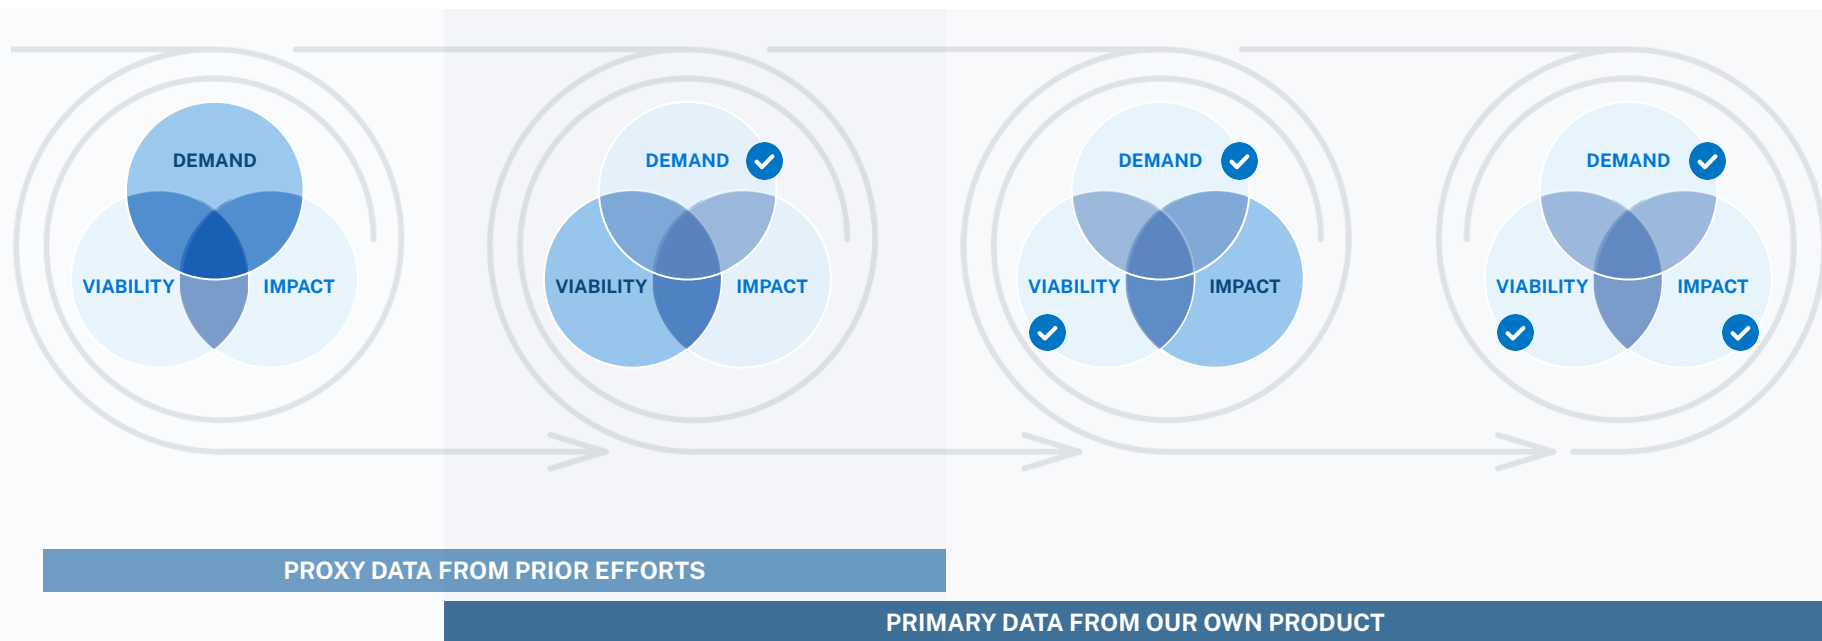 DEMAND
VIABILITY
IMPACT
DEMAND
VIABILITY
IMPACT
DEMAND
VIABILITY
IMPACT
DEMAND
VIABILITY
IMPACT
PROXY DATA FROM PRIOR EFFORTS
PRIMARY DATA FROM OUR OWN PRODUCT